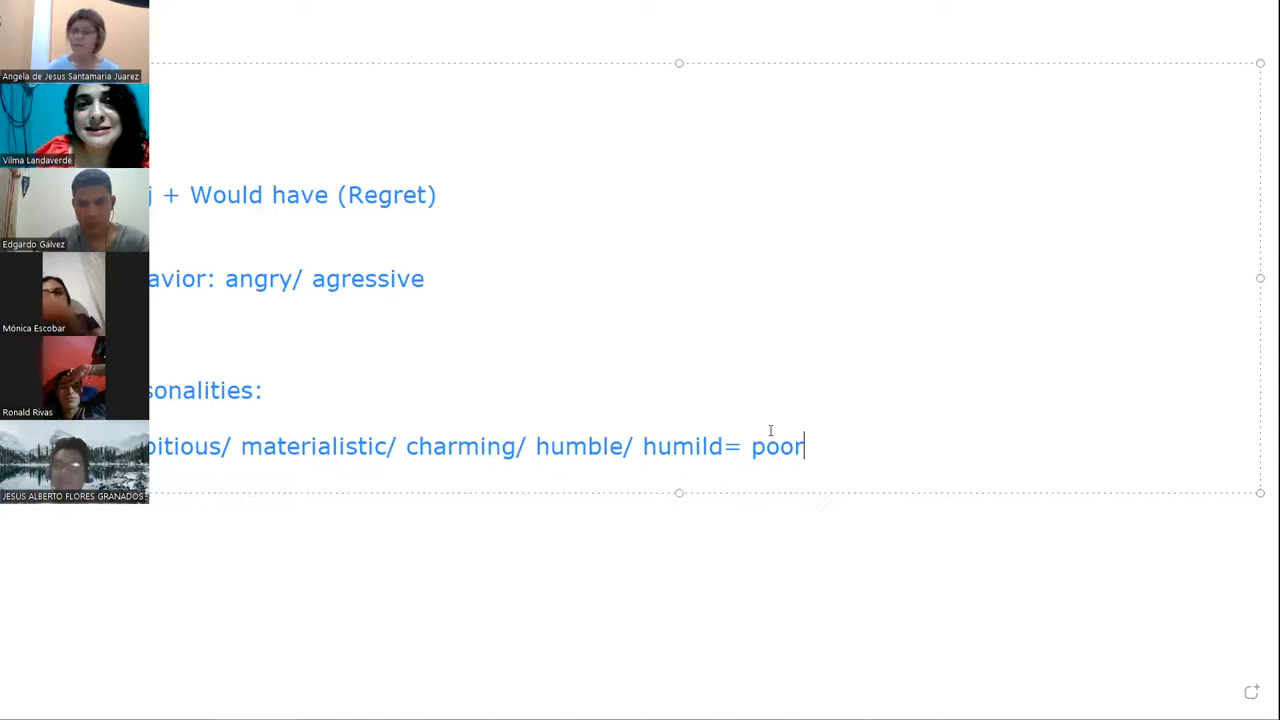 Angela de Jesus Santamaria Juarez
Vilma Landaverde
j + Would have (Regret)
Edgardo Gálvez
avior: angry/ agressive
Mónica Escobar
sonalities:
Ronald Rivas
bitious/ materialistic/ charming/ humble/ humild= poor
JESUS ALBERTO FLORES GRANADOS